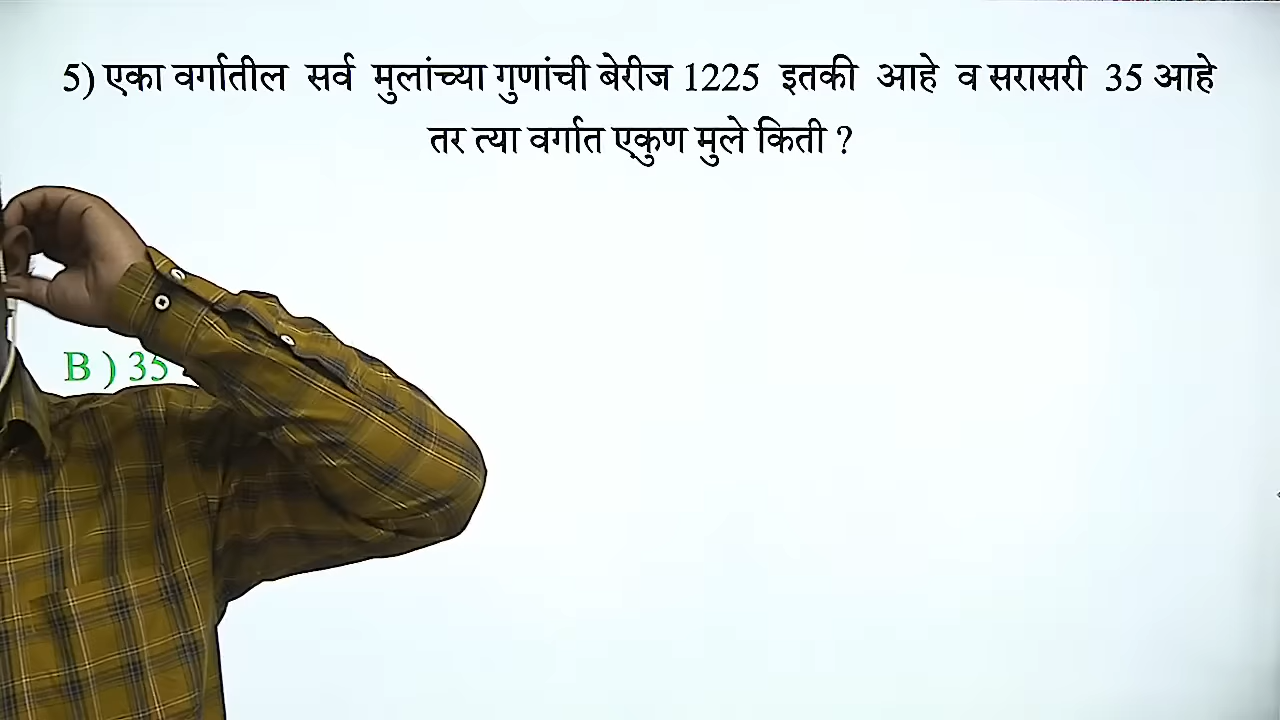 5) एका वर्गातील सर्व मुलांच्या गुणांची बेरीज 1225 इतकी आहे व सरासरी 35 आहे
तर त्या वर्गात एकुण मुले किती ?
B ) 35